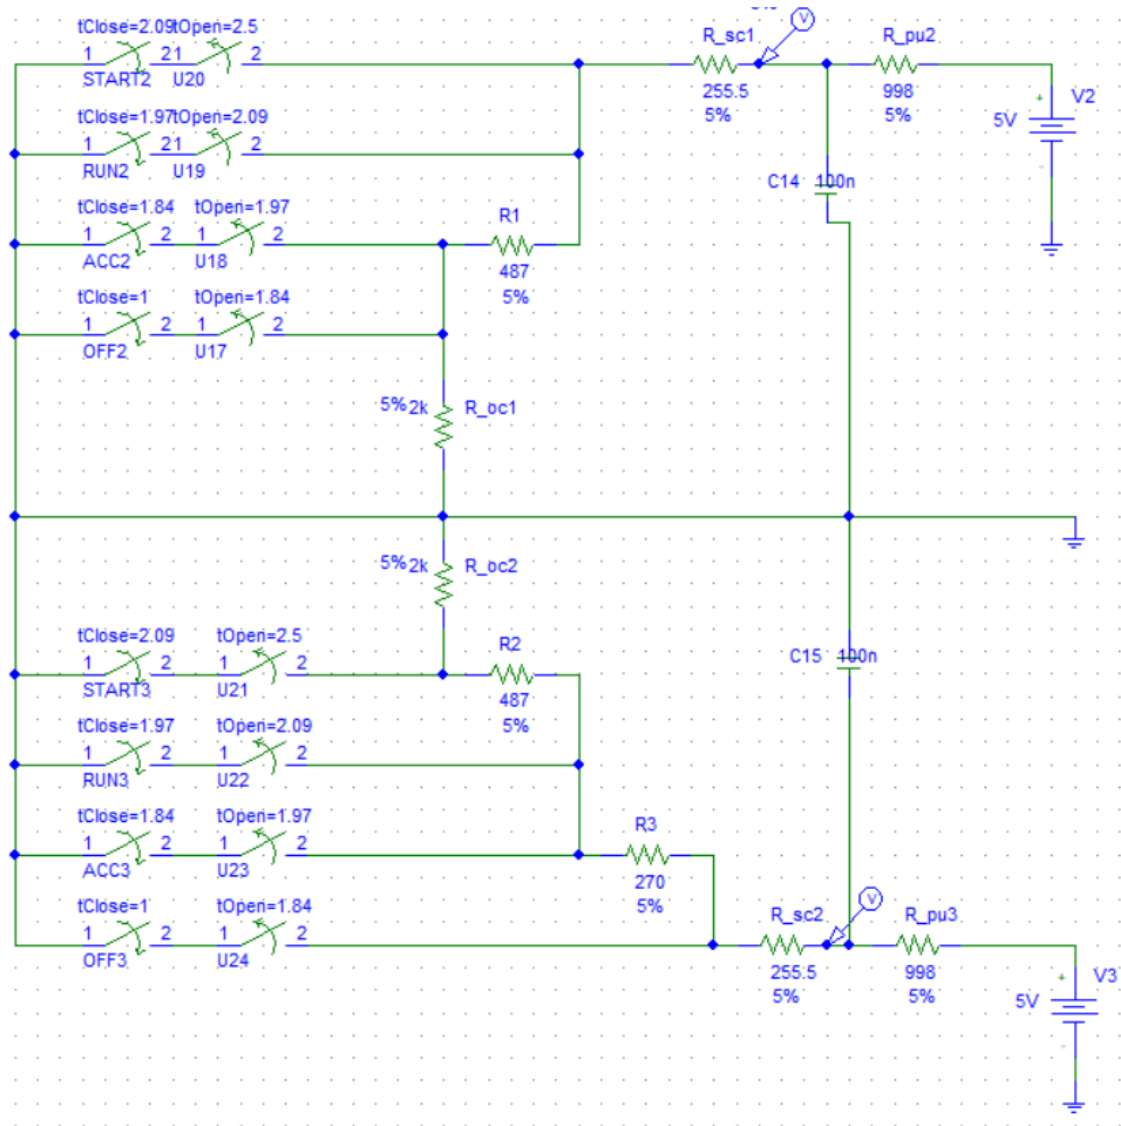 tClose=2.09tOpen=2.5
1 21 2
START2 U20
R_sc1
255.5
5%
V
R_pu2
998
5%
V2
+
5V
-
tClose=1.97tOpen=2.09
1 21 2
RUN2 U19
C14 100n
tClose=1.84 tOpen=1.97
1 2 1 2
ACC2 U18
R1
487
5%
tClose=1 tOpen=1.84
1 2 1 2
OFF2 U17
5% 2k R_oc1
5% 2k R_oc2
tClose=2.09 tOpen=2.5
1 2 1 2
START3 U21
R2
487
5%
C15 100n
tClose=1.97 tOpen=2.09
1 2 1 2
RUN3 U22
tClose=1.84 tOpen=1.97
1 2 1 2
ACC3 U23
R3
270
5%
tClose=1 tOpen=1.84
1 2 1 2
OFF3 U24
V
R_sc2
255.5
5%
R_pu3
998
5%
V3
+
5V
-